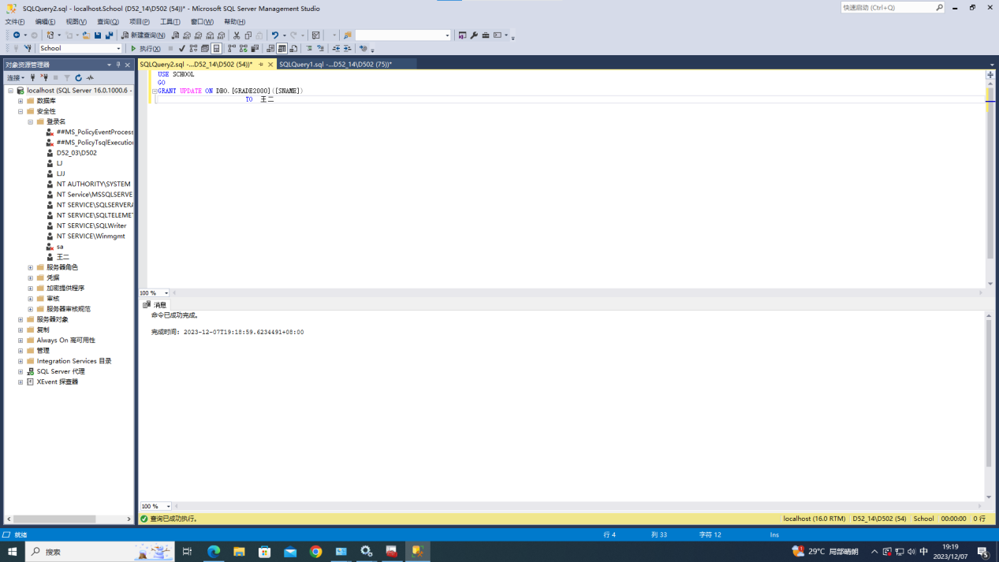 SQLQuery2.sql - localhost.School (D52_14\D502 (54))* - Microsoft SQL Server Management Studio
快速启动 (Ctrl+Q)
文件(F) 编辑(E) 视图(V) 查询(Q) 项目(P) 工具(T) 窗口(W) 帮助(H)
新建查询(N)
School 执行(X)
对象资源管理器
SQLQuery2.sql -...D52_14\D502 (54))* SQLQuery1.sql -...D52_14\D502 (75))*
连接
localhost (SQL Server 16.0.1000.6 -
数据库
安全性
登录名
##MS_PolicyEventProcess
##MS_PolicyTsqlExecution
D52_03\D502
LJ
LJJ
NT AUTHORITY\SYSTEM
NT Service\MSSQLSERVE
NT SERVICE\SQLSERVERA
NT SERVICE\SQLTELEMET
NT SERVICE\SQLWriter
NT SERVICE\Winmgmt
sa
王二
服务器角色
凭据
加密提供程序
审核
服务器审核规范
服务器对象
复制
Always On 高可用性
管理
Integration Services 目录
SQL Server 代理
XEvent 探查器
USE SCHOOL
GO
GRANT UPDATE ON DBO.[GRADE2000]([SNAME])
TO 王二
100 %
消息
命令已成功完成。
完成时间: 2023-12-07T19:18:59.6234491+08:00
100 %
查询已成功执行。 localhost (16.0 RTM) D52_14\D502 (54) School 00:00:00 0 行
就绪 行 4 列 33 字符 12 Ins
搜索 29°C 局部晴朗 中 19:19
2023/12/07
5